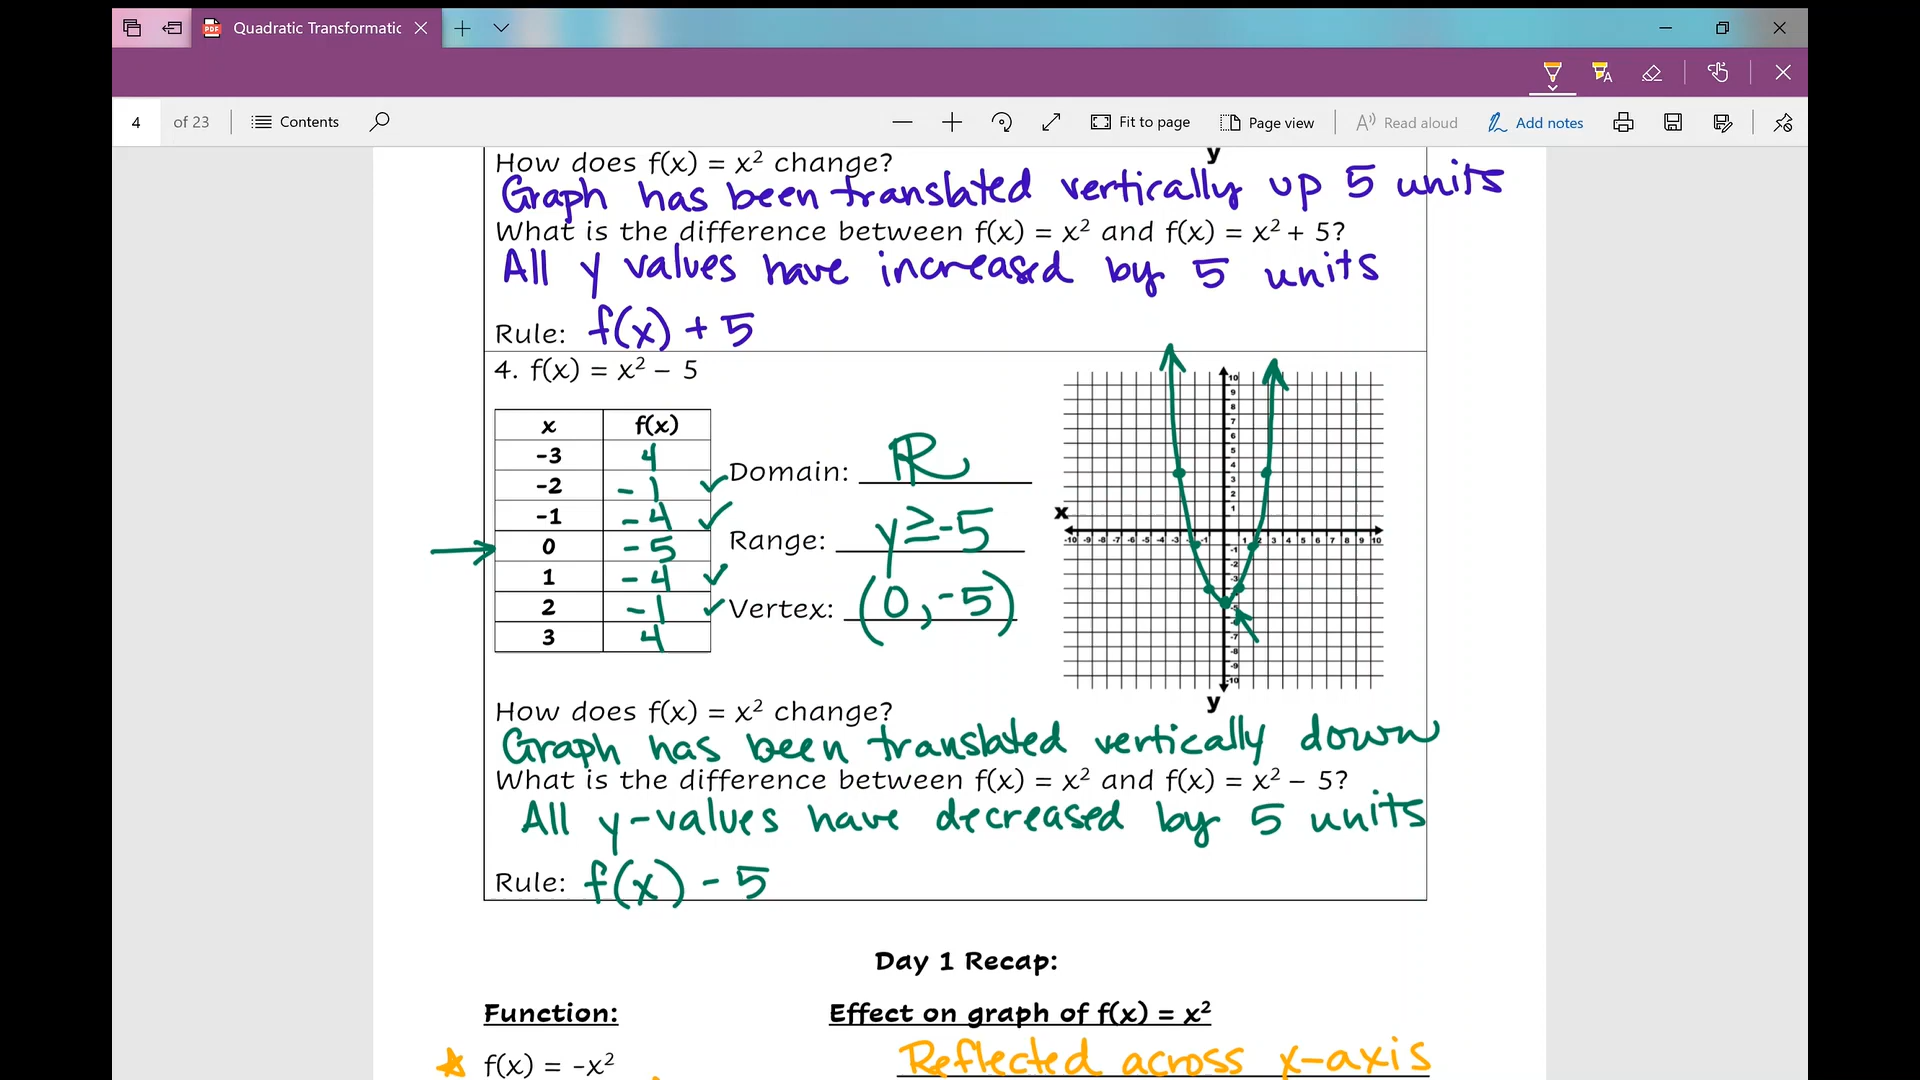 Quadratic Transformatic
4 of 23 Contents Fit to page Page view Read aloud Add notes
How does f(x) = x² change?
y
Graph has been translated vertically up 5 units
What is the difference between f(x) = x² and f(x) = x² + 5?
All y values have increased by 5 units
Rule: f(x) + 5
4. f(x) = x² – 5
x f(x)
-3 4
-2 -1 ✓
-1 -4 ✓
0 -5
1 -4 ✓
2 -1 ✓
3 4
Domain: ℝ
Range: y≥-5
Vertex: (0,-5)
x
y
How does f(x) = x² change?
Graph has been translated vertically down
What is the difference between f(x) = x² and f(x) = x² – 5?
All y-values have decreased by 5 units
Rule: f(x) - 5
Day 1 Recap:
Function: Effect on graph of f(x) = x²
f(x) = -x² Reflected across x-axis